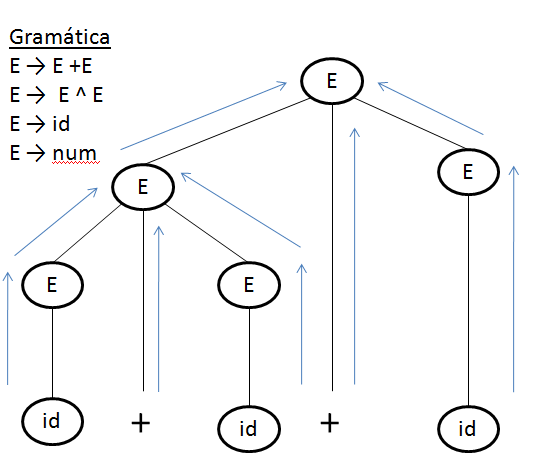 Gramática
E → E +E
E → E ^ E
E → id
E → num
E
E
E
E
E
id + id + id